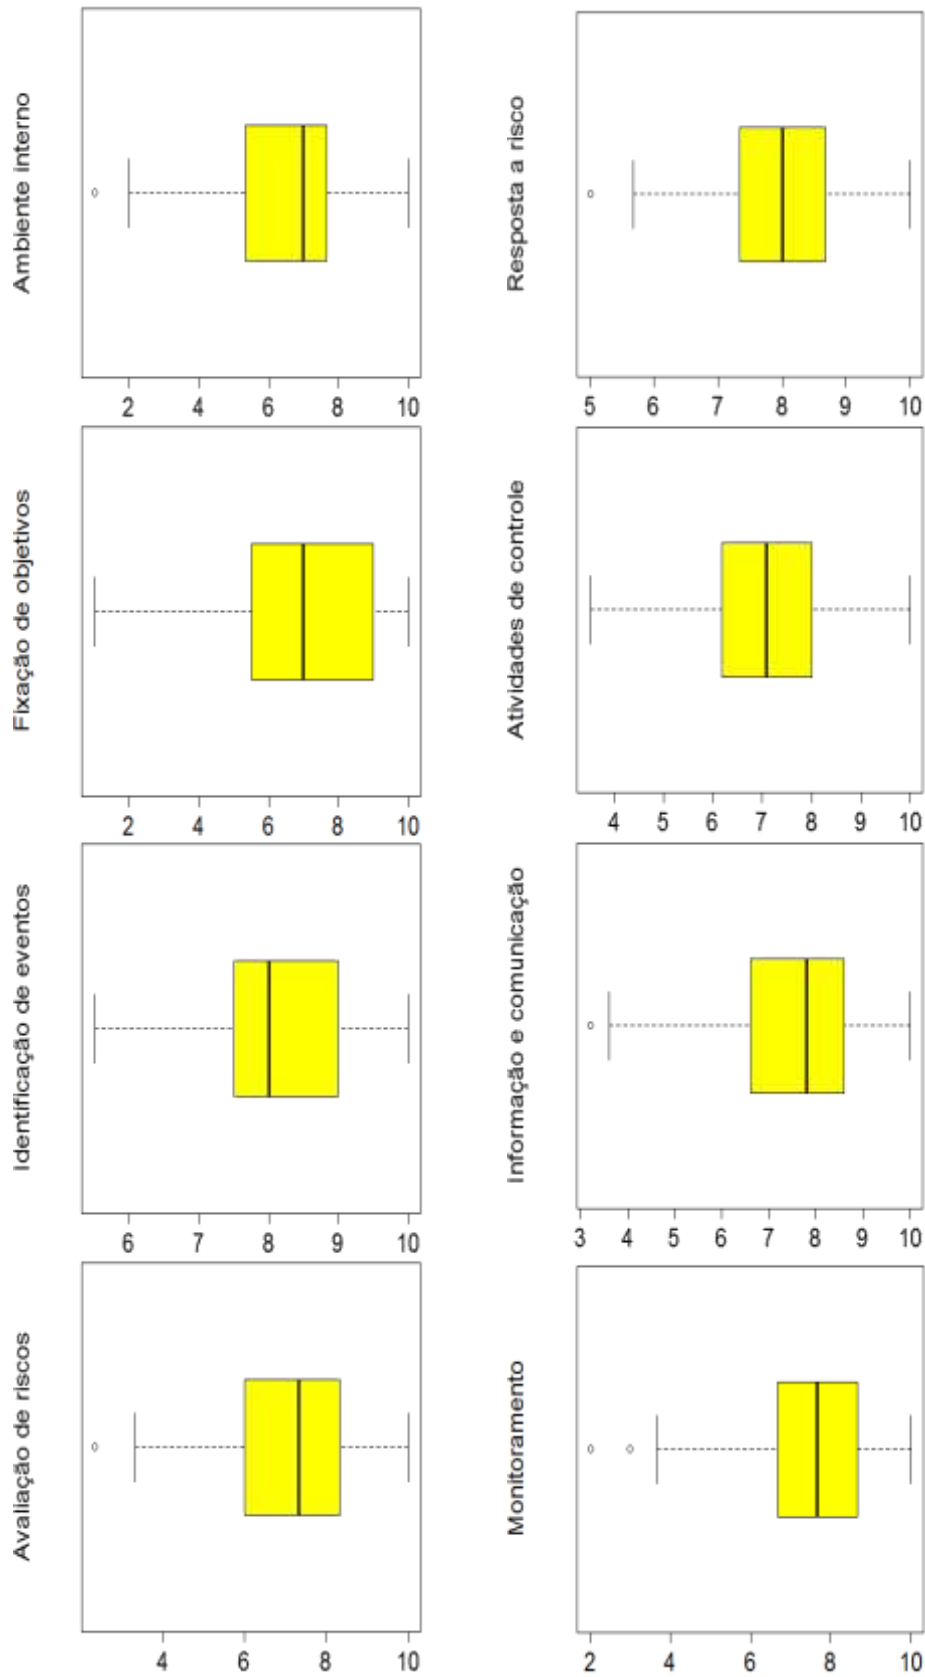 Ambiente interno
2 4 6 8 10
Resposta a risco
5 6 7 8 9 10
Fixação de objetivos
2 4 6 8 10
Atividades de controle
4 5 6 7 8 9 10
Identificação de eventos
6 7 8 9 10
Informação e comunicação
3 4 5 6 7 8 9 10
Avaliação de riscos
4 6 8 10
Monitoramento
2 4 6 8 10